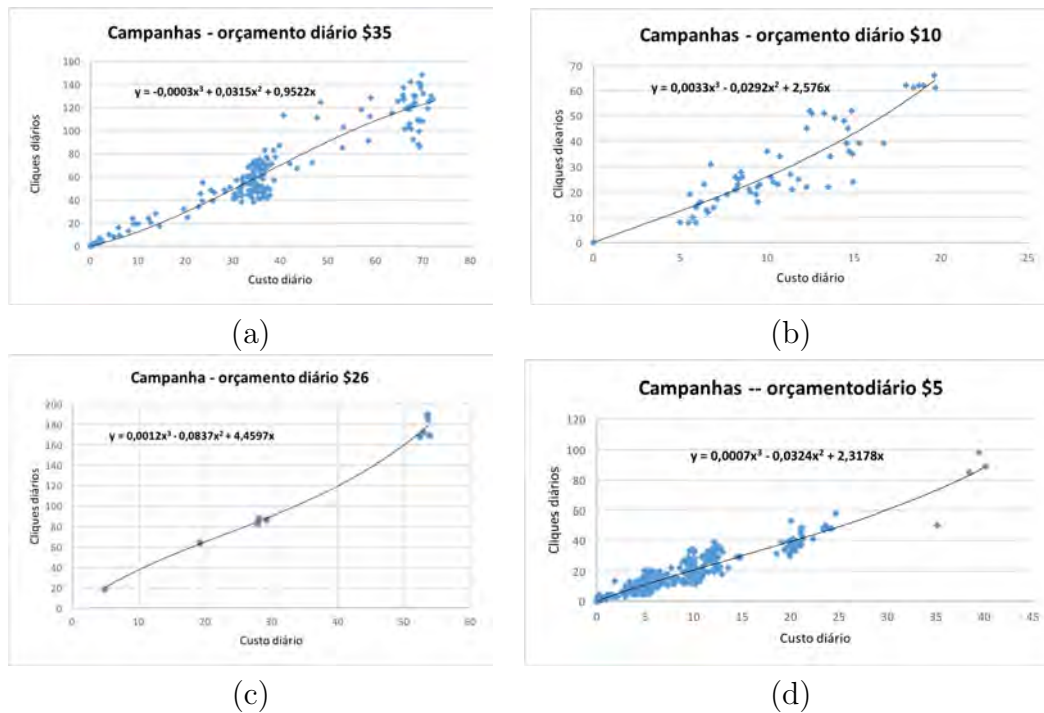 Campanhas - orçamento diário $35
y = -0,0003x³ + 0,0315x² + 0,9522x
Cliques diários
160
140
120
100
80
60
40
20
0
0 10 20 30 40 50 60 70 80
Custo diário
(a)
Campanhas - orçamento diário $10
y = 0,0033x³ - 0,0292x² + 2,576x
Cliques diearios
70
60
50
40
30
20
10
0
0 5 10 15 20 25
Custo diário
(b)
Campanha - orçamento diário $26
y = 0,0012x³ - 0,0837x² + 4,4597x
Cliques diários
200
180
160
140
120
100
80
60
40
20
0
0 10 20 30 40 50 60
Custo diário
(c)
Campanhas -- orçamentodiário $5
y = 0,0007x³ - 0,0324x² + 2,3178x
Cliques diários
120
100
80
60
40
20
0
0 5 10 15 20 25 30 35 40 45
Custo diário
(d)